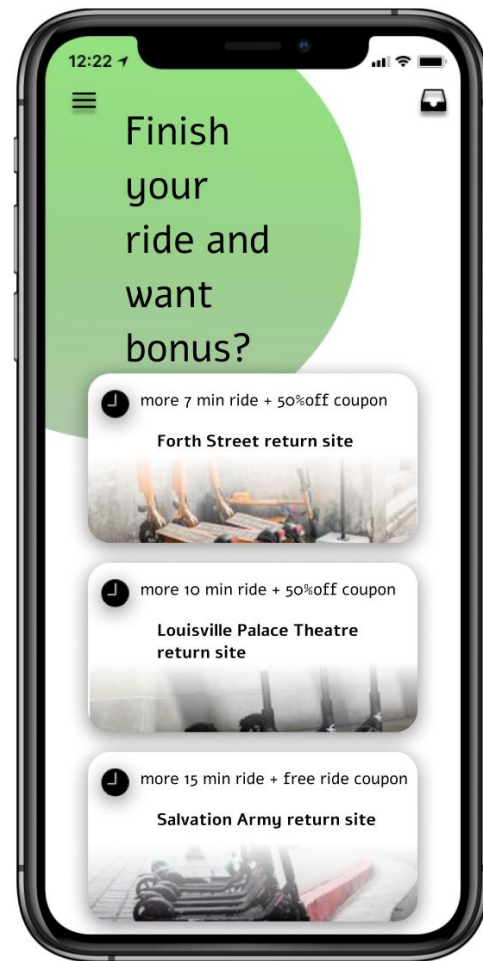 12:22
Finish
your
ride and
want
bonus?
more 7 min ride + 50%off coupon
Forth Street return site
more 10 min ride + 50%off coupon
Louisville Palace Theatre
return site
more 15 min ride + free ride coupon
Salvation Army return site